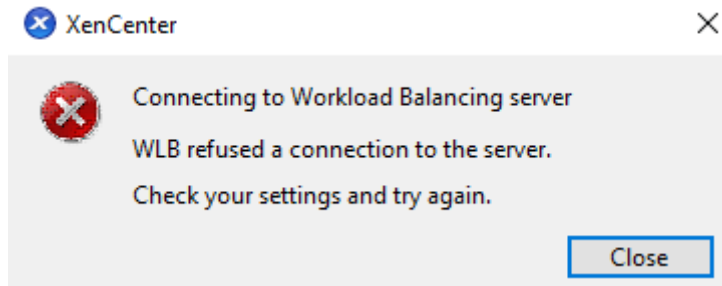 XenCenter
Connecting to Workload Balancing server
WLB refused a connection to the server.
Check your settings and try again.
Close